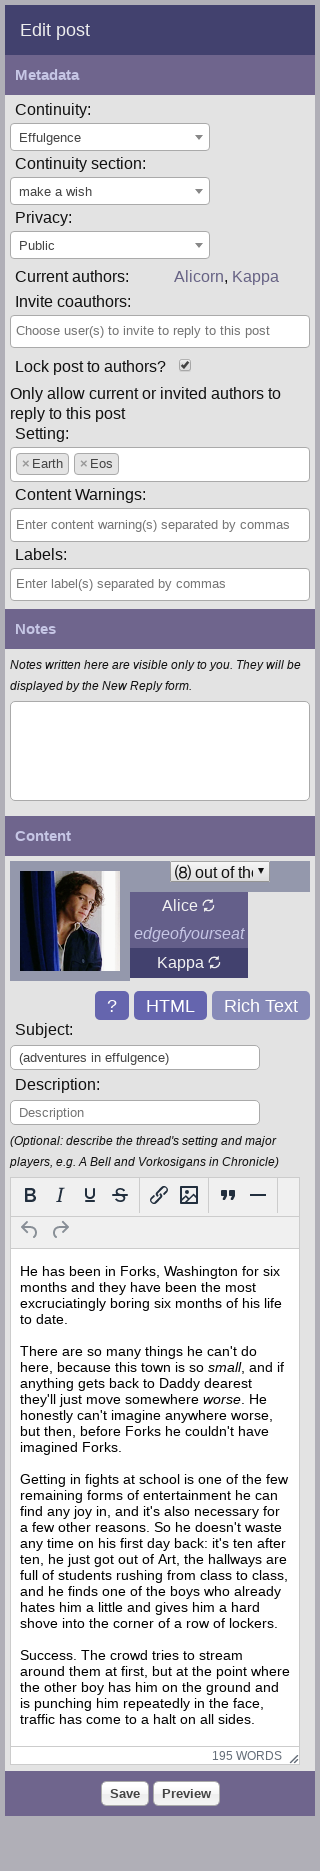 Edit post
Metadata
Continuity:
Effulgence
Continuity section:
make a wish
Privacy:
Public
Current authors: Alicorn, Kappa
Invite coauthors:
Choose user(s) to invite to reply to this post
Lock post to authors?
Only allow current or invited authors to
reply to this post
Setting:
×Earth ×Eos
Content Warnings:
Enter content warning(s) separated by commas
Labels:
Enter label(s) separated by commas
Notes
Notes written here are visible only to you. They will be
displayed by the New Reply form.
Content
(8) out of the
Alice
edgeofyourseat
Kappa
? HTML Rich Text
Subject:
(adventures in effulgence)
Description:
Description
(Optional: describe the thread's setting and major
players, e.g. A Bell and Vorkosigans in Chronicle)
B I U S
He has been in Forks, Washington for six
months and they have been the most
excruciatingly boring six months of his life
to date.
There are so many things he can't do
here, because this town is so small, and if
anything gets back to Daddy dearest
they'll just move somewhere worse. He
honestly can't imagine anywhere worse,
but then, before Forks he couldn't have
imagined Forks.
Getting in fights at school is one of the few
remaining forms of entertainment he can
find any joy in, and it's also necessary for
a few other reasons. So he doesn't waste
any time on his first day back: it's ten after
ten, he just got out of Art, the hallways are
full of students rushing from class to class,
and he finds one of the boys who already
hates him a little and gives him a hard
shove into the corner of a row of lockers.
Success. The crowd tries to stream
around them at first, but at the point where
the other boy has him on the ground and
is punching him repeatedly in the face,
traffic has come to a halt on all sides.
195 WORDS
Save Preview